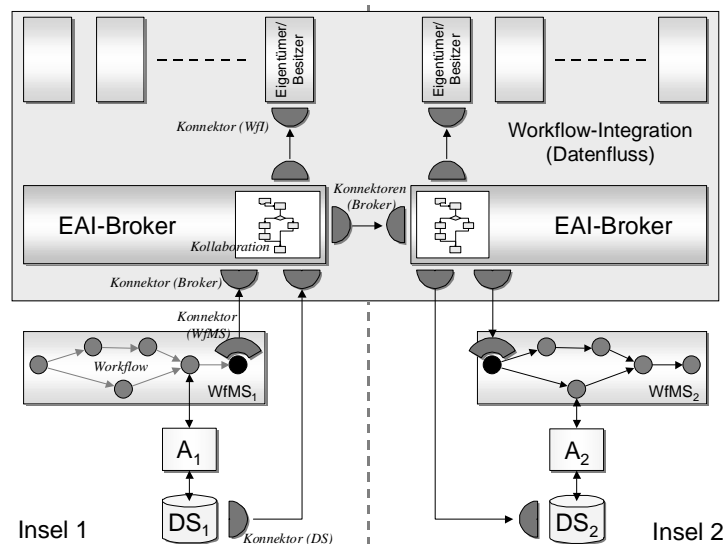 Eigentümer/
Besitzer
Eigentümer/
Besitzer
Konnektor (WfI)
Workflow-Integration
(Datenfluss)
Konnektoren
(Broker)
EAI-Broker
Kollaboration
EAI-Broker
Konnektor (Broker)
Konnektor
(WfMS)
Workflow
WfMS₁
WfMS₂
A₁
A₂
DS₁
DS₂
Insel 1
Konnektor (DS)
Insel 2